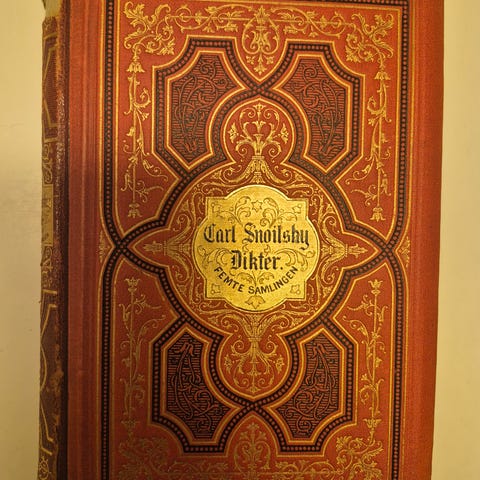 Carl Snoilsky
Dikter.
FEMTE SAMLINGEN